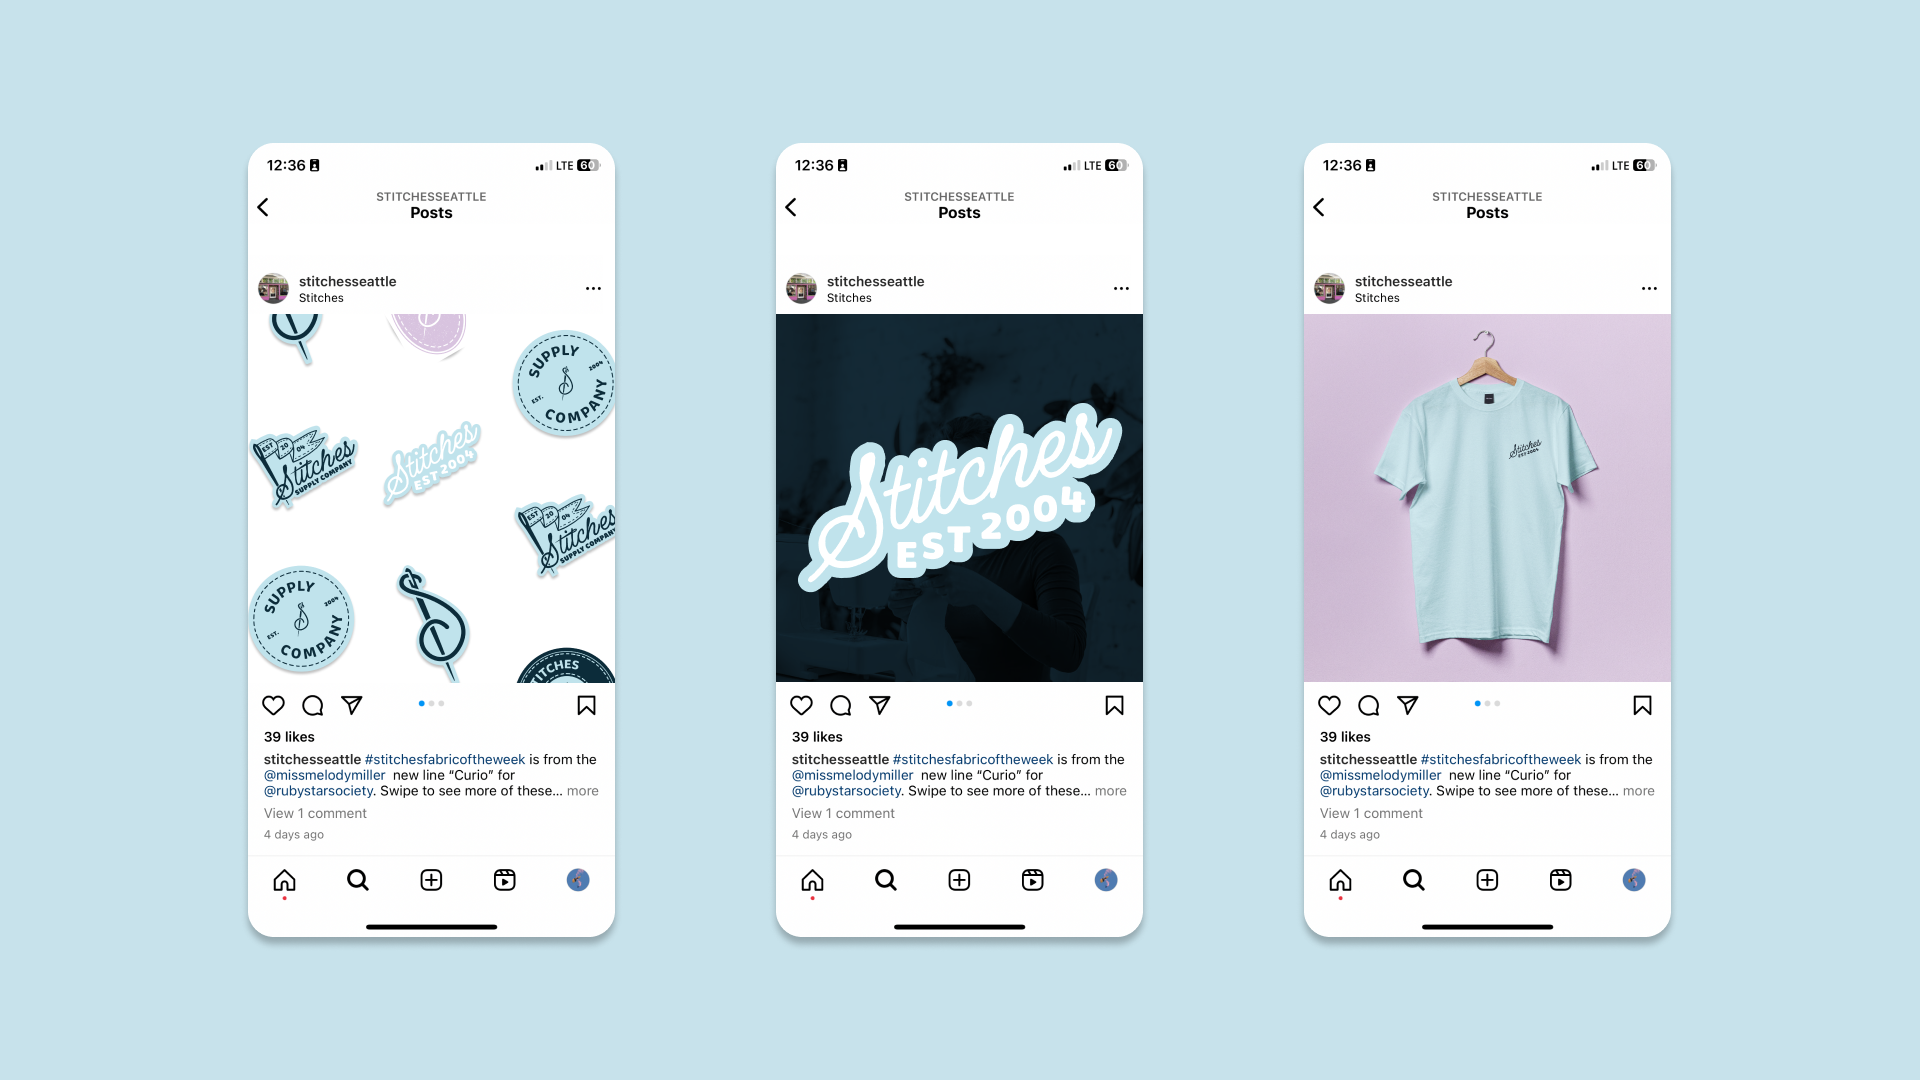 12:36
LTE 60
STITCHESSEATTLE
Posts
stitchesseattle
Stitches
SUPPLY
EST. 2004
COMPANY
EST 20 04
Stitches
SUPPLY COMPANY
Stitches
EST 2004
EST 20 04
Stitches
SUPPLY COMPANY
SUPPLY
EST. 2004
COMPANY
STITCHES
39 likes
stitchesseattle #stitchesfabricoftheweek is from the
@missmelodymiller new line “Curio” for
@rubystarsociety. Swipe to see more of these... more
View 1 comment
4 days ago
12:36
LTE 60
STITCHESSEATTLE
Posts
stitchesseattle
Stitches
Stitches
EST 2004
39 likes
stitchesseattle #stitchesfabricoftheweek is from the
@missmelodymiller new line “Curio” for
@rubystarsociety. Swipe to see more of these... more
View 1 comment
4 days ago
12:36
LTE 60
STITCHESSEATTLE
Posts
stitchesseattle
Stitches
Stitches
EST 2004
39 likes
stitchesseattle #stitchesfabricoftheweek is from the
@missmelodymiller new line “Curio” for
@rubystarsociety. Swipe to see more of these... more
View 1 comment
4 days ago